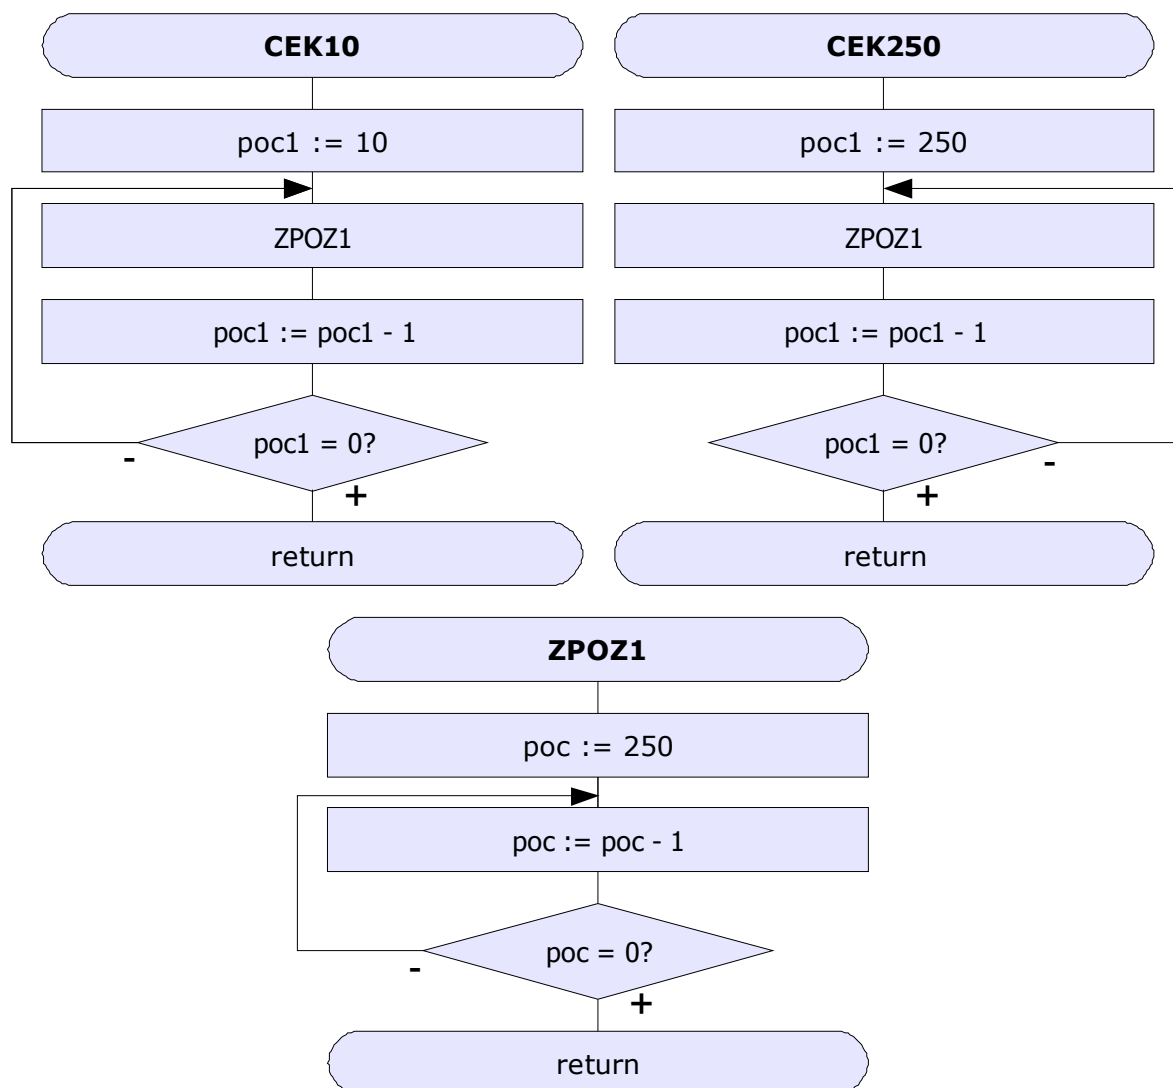 CEK10
poc1 := 10
ZPOZ1
poc1 := poc1 - 1
poc1 = 0?
-
+
return
CEK250
poc1 := 250
ZPOZ1
poc1 := poc1 - 1
poc1 = 0?
-
+
return
ZPOZ1
poc := 250
poc := poc - 1
poc = 0?
-
+
return